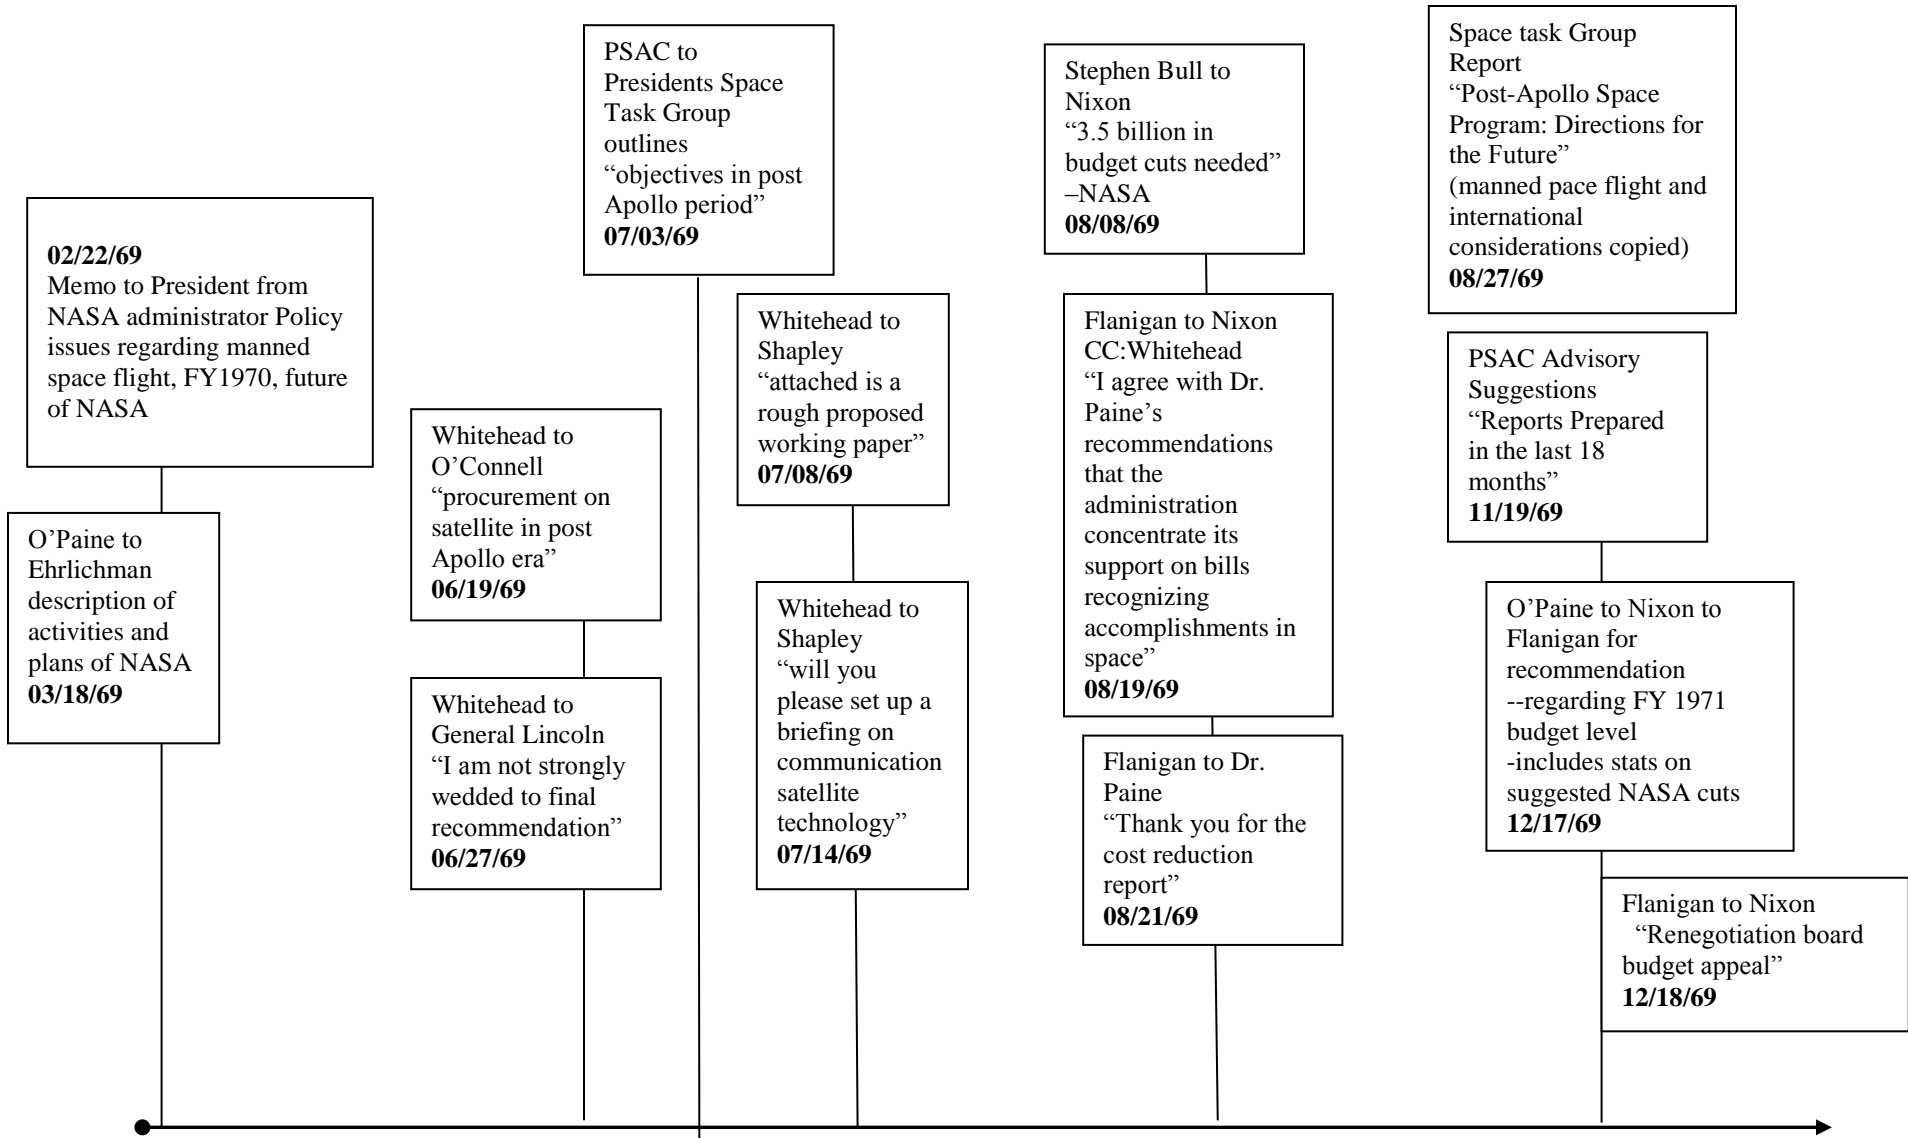 02/22/69
Memo to President from
NASA administrator Policy
issues regarding manned
space flight, FY1970, future
of NASA
O’Paine to
Ehrlichman
description of
activities and
plans of NASA
03/18/69
Whitehead to
O’Connell
“procurement on
satellite in post
Apollo era”
06/19/69
Whitehead to
General Lincoln
“I am not strongly
wedded to final
recommendation”
06/27/69
PSAC to
Presidents Space
Task Group
outlines
“objectives in post
Apollo period”
07/03/69
Whitehead to
Shapley
“attached is a
rough proposed
working paper”
07/08/69
Whitehead to
Shapley
“will you
please set up a
briefing on
communication
satellite
technology”
07/14/69
Stephen Bull to
Nixon
“3.5 billion in
budget cuts needed”
–NASA
08/08/69
Flanigan to Nixon
CC:Whitehead
“I agree with Dr.
Paine’s
recommendations
that the
administration
concentrate its
support on bills
recognizing
accomplishments in
space”
08/19/69
Flanigan to Dr.
Paine
“Thank you for the
cost reduction
report”
08/21/69
Space task Group
Report
“Post-Apollo Space
Program: Directions for
the Future”
(manned pace flight and
international
considerations copied)
08/27/69
PSAC Advisory
Suggestions
“Reports Prepared
in the last 18
months”
11/19/69
O’Paine to Nixon to
Flanigan for
recommendation
--regarding FY 1971
budget level
-includes stats on
suggested NASA cuts
12/17/69
Flanigan to Nixon
“Renegotiation board
budget appeal”
12/18/69